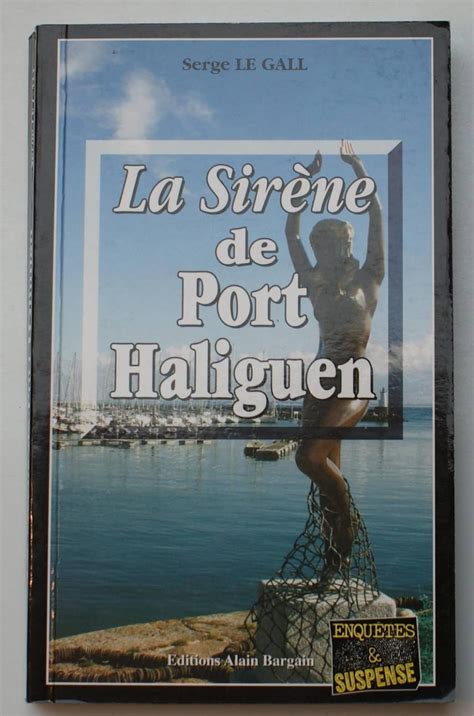 Serge LE GALL
La Sirène
de
Port
Haliguen
Editions Alain Bargain
ENQUÊTES
&
SUSPENSE